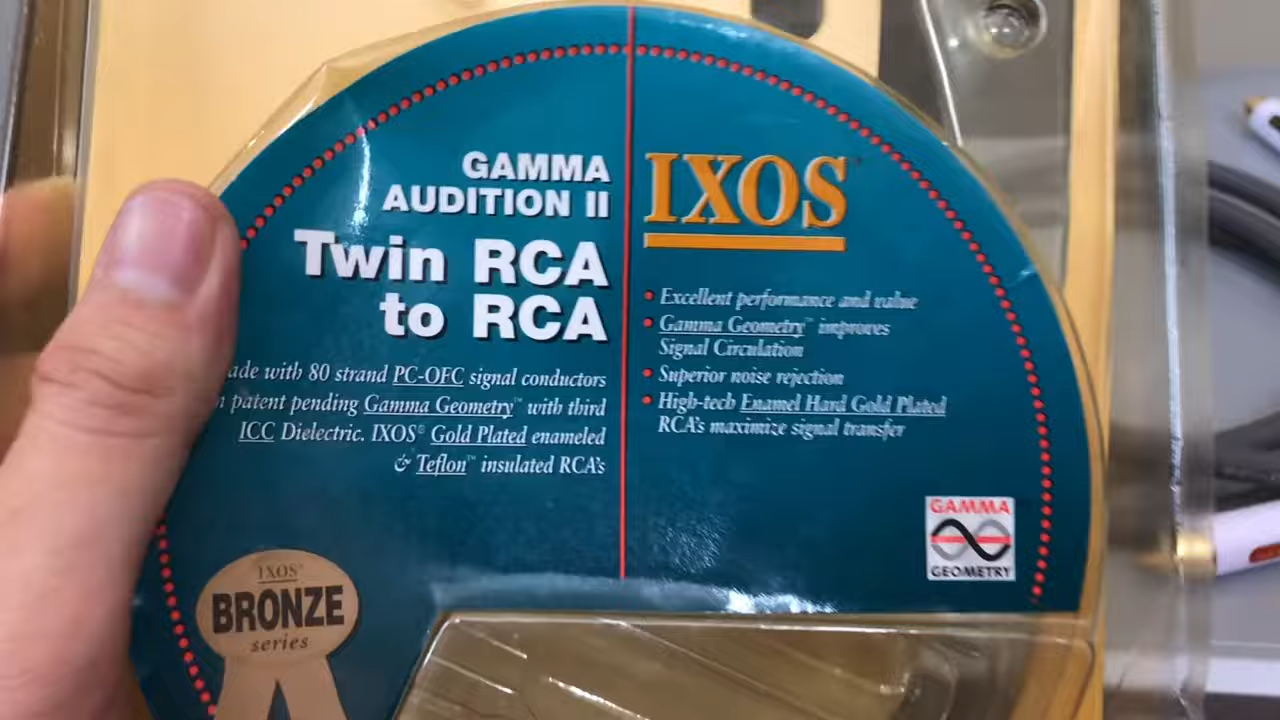 GAMMA
AUDITION II
Twin RCA
to RCA
ade with 80 strand PC-OFC signal conductors
patent pending Gamma Geometry™ with third
ICC Dielectric. IXOS® Gold Plated enameled
& Teflon™ insulated RCA's
IXOS™
• Excellent performance and value
• Gamma Geometry™ improves
Signal Circulation
• Superior noise rejection
• High-tech Enamel Hard Gold Plated
RCA's maximize signal transfer
GAMMA
GEOMETRY
IXOS®
BRONZE
series